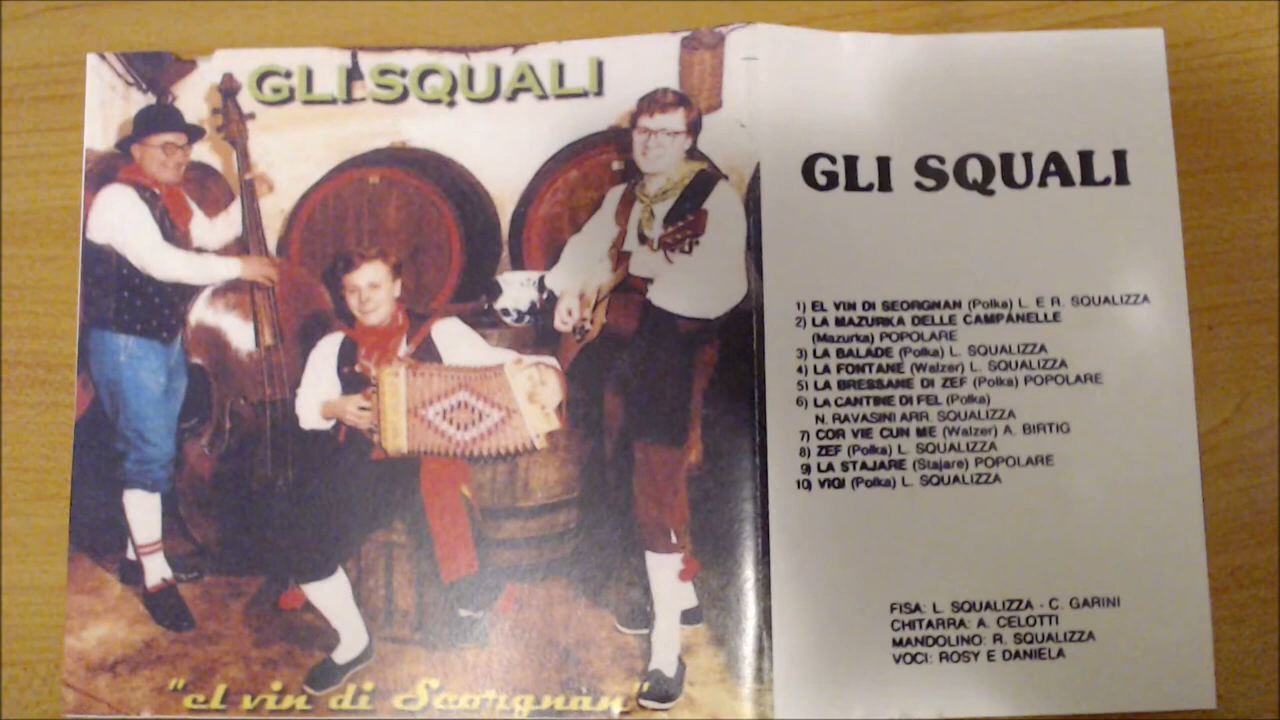 GLI SQUALI
"el vin di Scorgnàn"
GLI SQUALI
1) EL VIN DI SEORGNAN (Polka) L. E R. SQUALIZZA
2) LA MAZURKA DELLE CAMPANELLE
(Mazurka) POPOLARE
3) LA BALADE (Polka) L. SQUALIZZA
4) LA FONTANE (Walzer) L. SQUALIZZA
5) LA BRESSANE DI ZEF (Polka) POPOLARE
6) LA CANTINE DI FEL (Polka)
N. RAVASINI ARR. SQUALIZZA
7) COR VIE CUN ME (Walzer) A. BIRTIG
8) ZEF (Polka) L. SQUALIZZA
9) LA STAJARE (Stajare) POPOLARE
10) VIGI (Polka) L. SQUALIZZA
FISA: L. SQUALIZZA - C. GARINI
CHITARRA: A. CELOTTI
MANDOLINO: R. SQUALIZZA
VOCI: ROSY E DANIELA